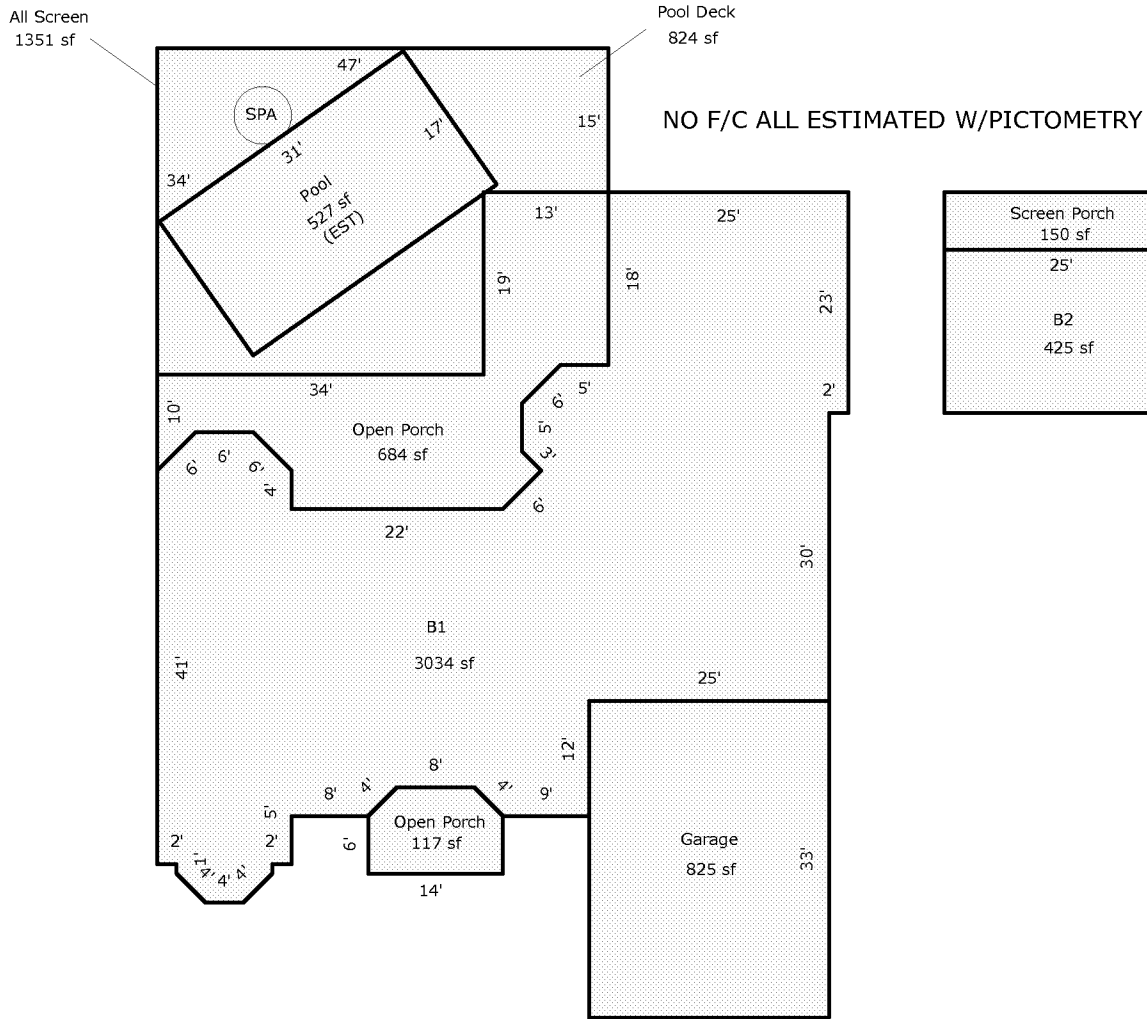 All Screen
1351 sf
Pool Deck
824 sf
47'
SPA
17'
15'
NO F/C ALL ESTIMATED W/PICTOMETRY
31'
34'
Pool
527 sf
(EST)
13'
25'
Screen Porch
150 sf
19'
18'
23'
25'
B2
425 sf
34'
5'
2'
10'
6'
5'
Open Porch
684 sf
6'
6'
6'
3'
4'
6'
22'
30'
B1
3034 sf
41'
25'
12'
8'
8'
4'
4'
9'
5'
Open Porch
117 sf
6'
14'
2'
2'
1'
4'
4'
4'
Garage
825 sf
33'